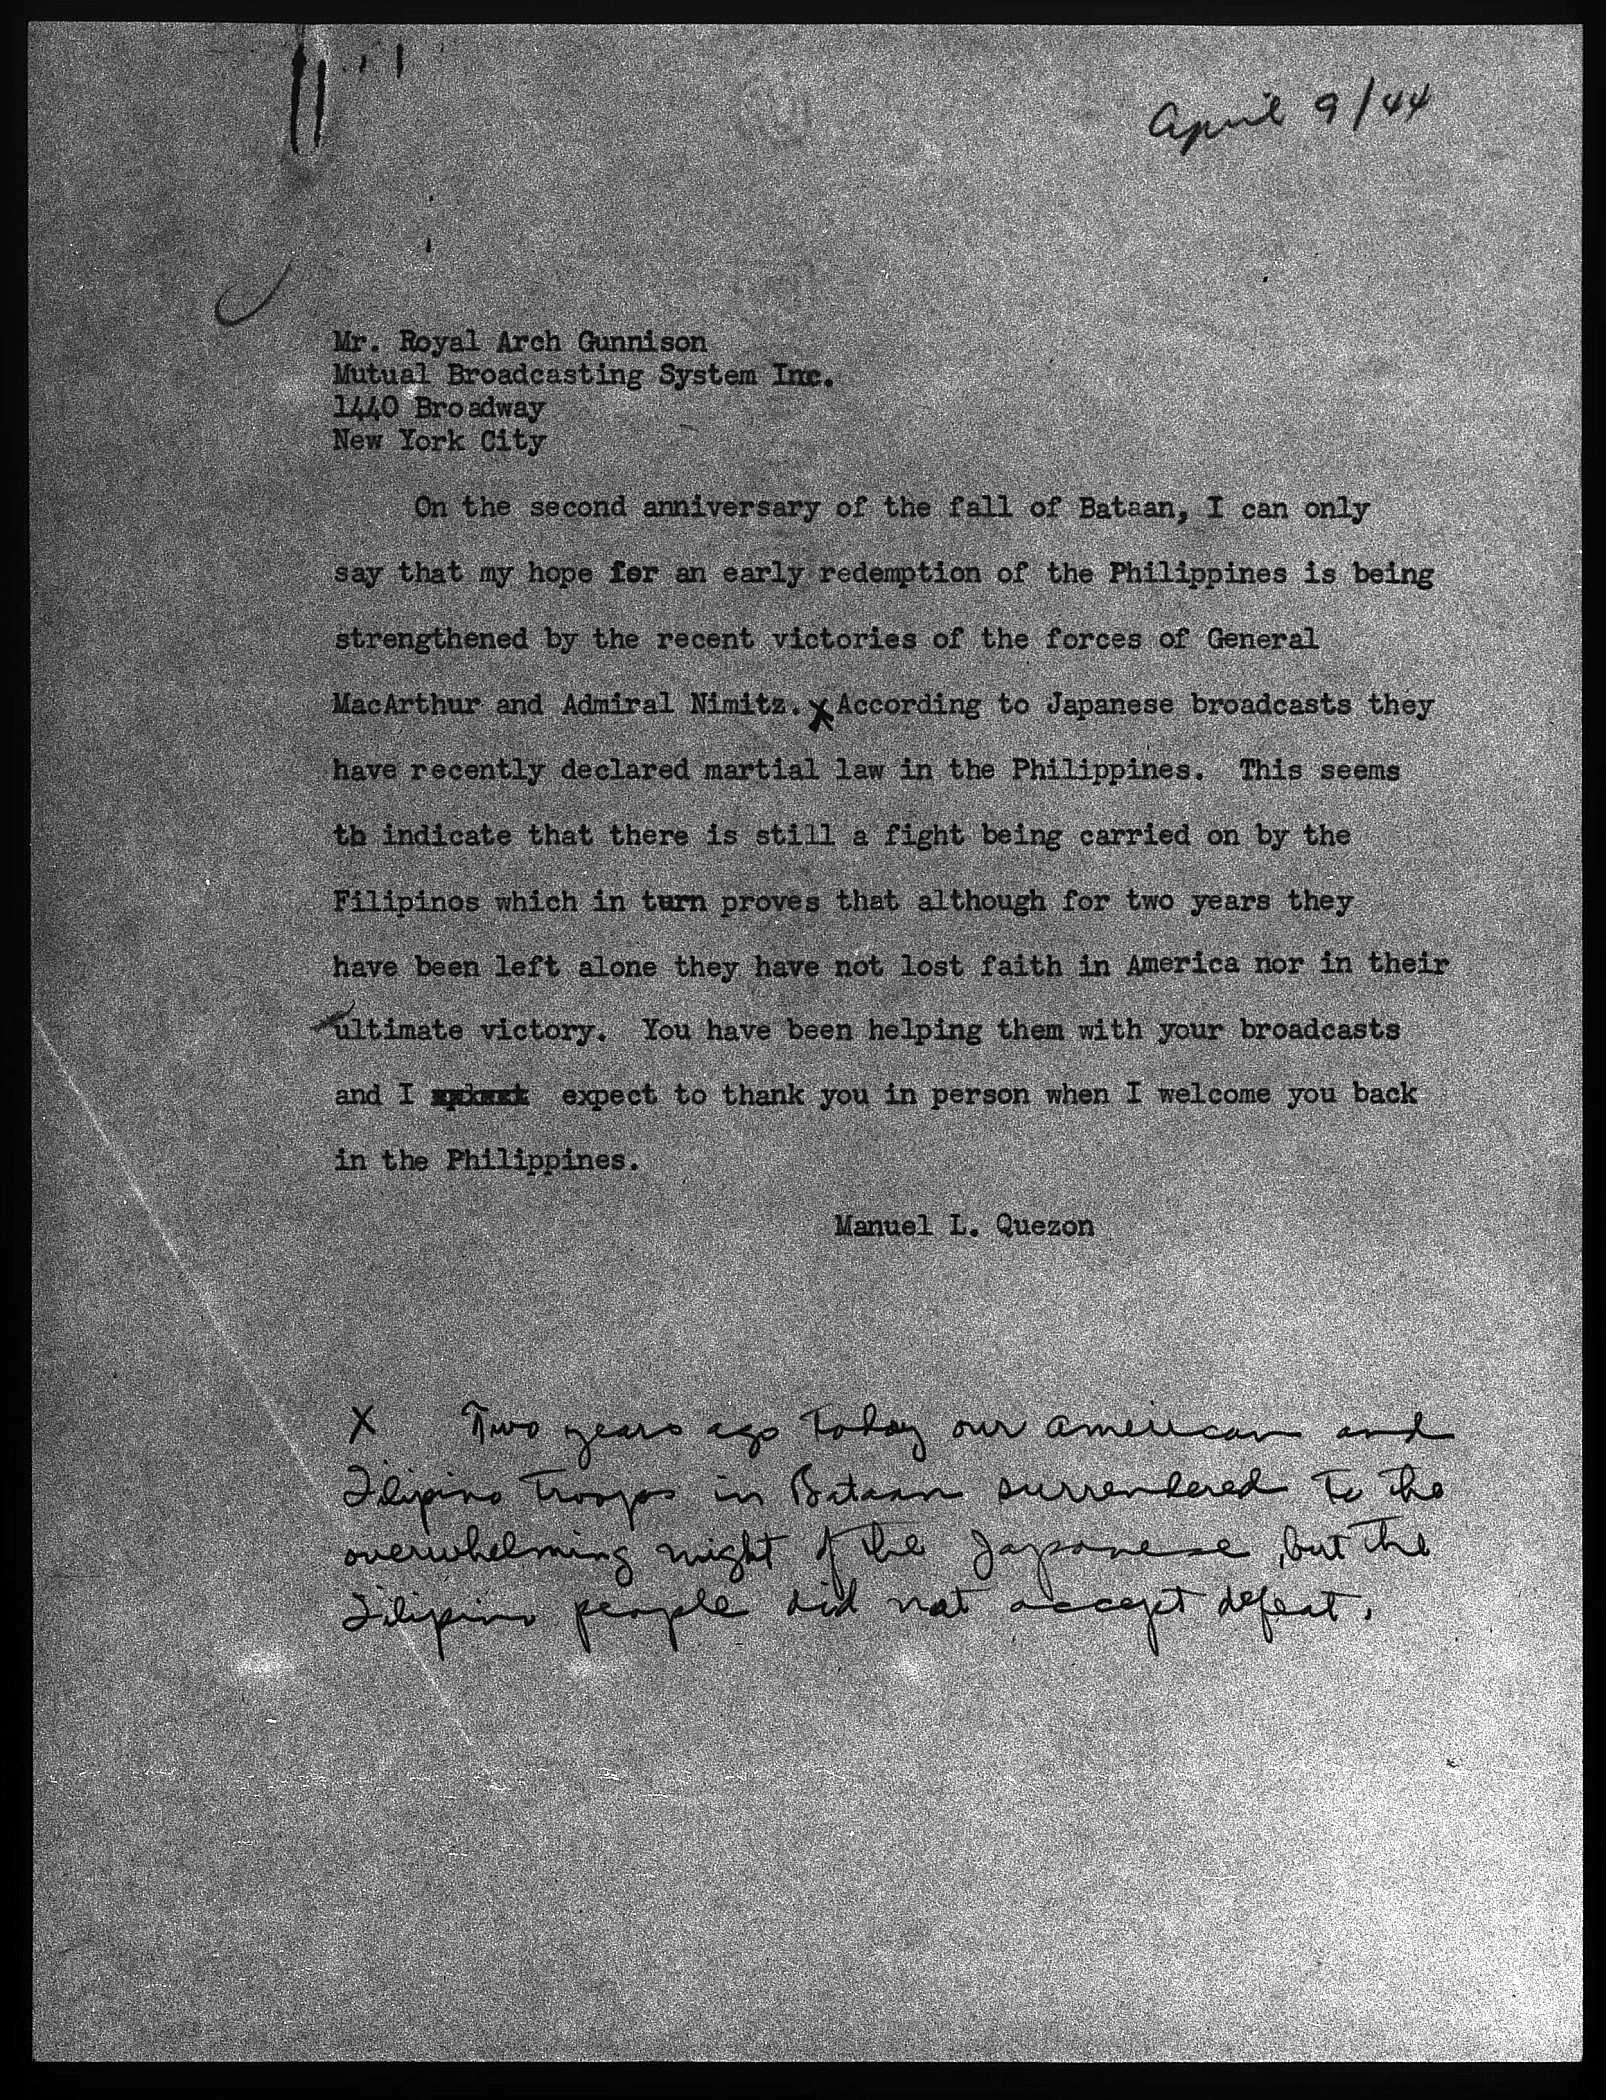 April 9/44
Mr. Royal Arch Gunnison
Mutual Broadcasting System Inc.
1440 Broadway
New York City
On the second anniversary of the fall of Bataan, I can only
say that my hope for an early redemption of the Philippines is being
strengthened by the recent victories of the forces of General
MacArthur and Admiral Nimitz. X According to Japanese broadcasts they
have recently declared martial law in the Philippines. This seems
to indicate that there is still a fight being carried on by the
Filipinos which in turn proves that although for two years they
have been left alone they have not lost faith in America nor in their
ultimate victory. You have been helping them with your broadcasts
and I expect to thank you in person when I welcome you back
in the Philippines.
Manuel L. Quezon
X Two years ago today our American and
Filipino troops in Bataan surrendered to the
overwhelming might of the Japanese, but the
Filipino people did not accept defeat.